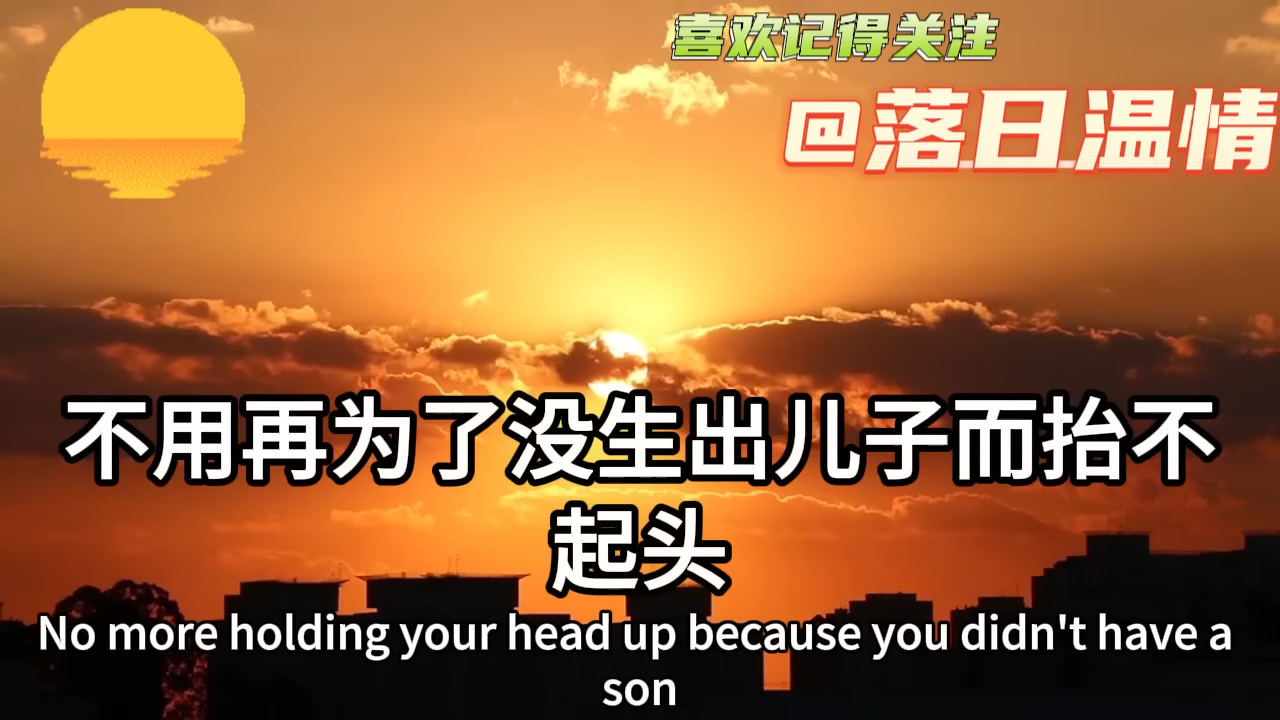 喜欢记得关注
@落日温情
不用再为了没生出儿子而抬不
起头
No more holding your head up because you didn't have a
son